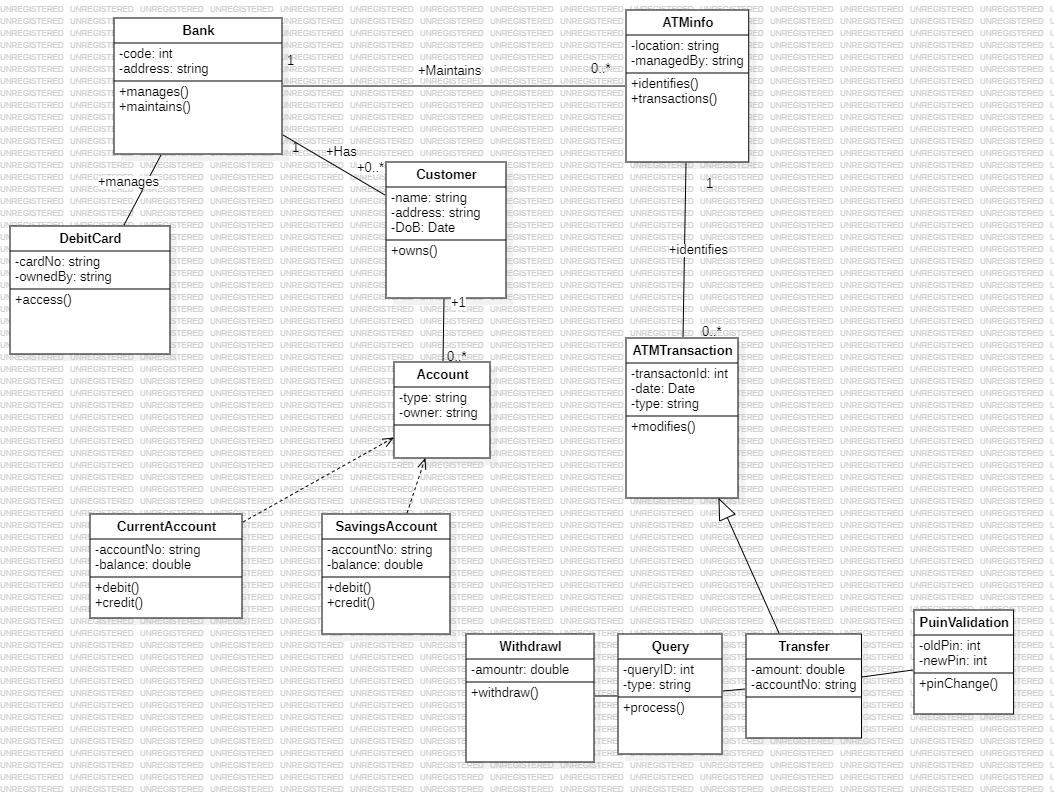 Bank
-code: int
-address: string
+manages()
+maintains()
1
+Maintains
0..*
ATMinfo
-location: string
-managedBy: string
+identifies()
+transactions()
1
+Has
+0..*
+manages
DebitCard
-cardNo: string
-ownedBy: string
+access()
Customer
-name: string
-address: string
-DoB: Date
+owns()
1
+identifies
0..*
+1
0..*
Account
-type: string
-owner: string
ATMTransaction
-transactonId: int
-date: Date
-type: string
+modifies()
CurrentAccount
-accountNo: string
-balance: double
+debit()
+credit()
SavingsAccount
-accountNo: string
-balance: double
+debit()
+credit()
Withdrawl
-amountr: double
+withdraw()
Query
-queryID: int
-type: string
+process()
Transfer
-amount: double
-accountNo: string
PuinValidation
-oldPin: int
-newPin: int
+pinChange()
UNREGISTERED